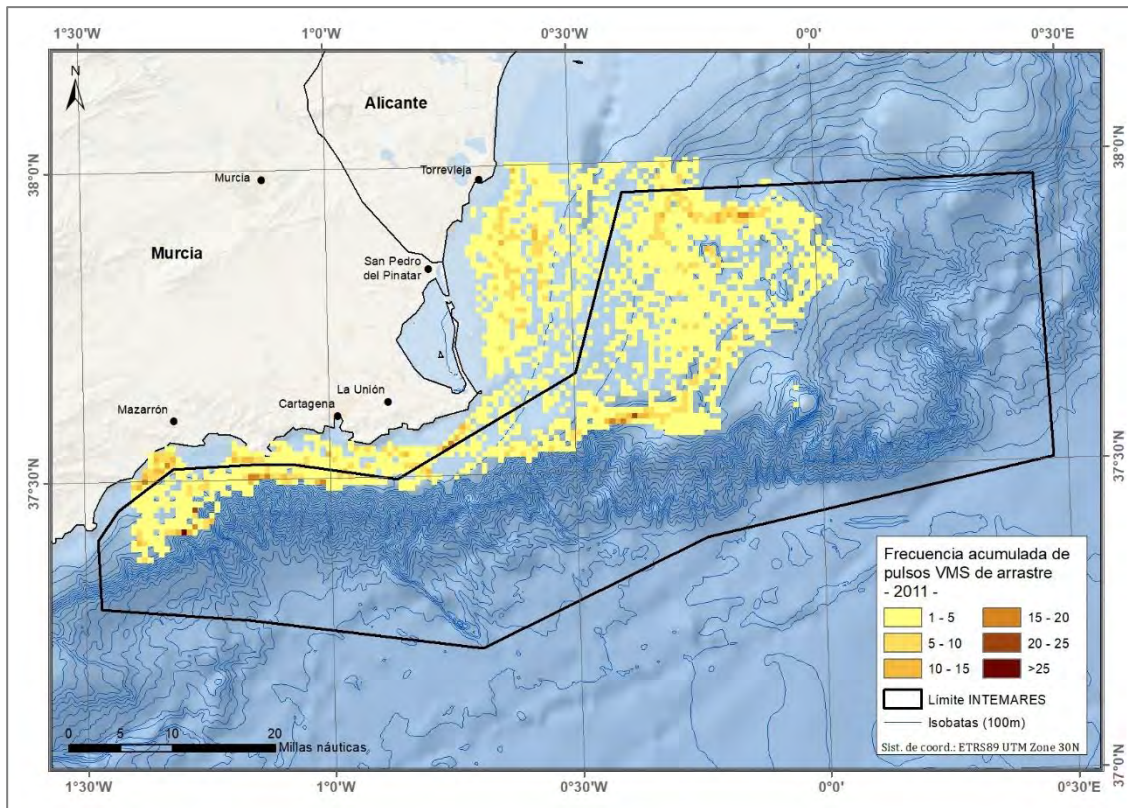 1°30'W 1°0'W 0°30'W 0°0' 0°30'E
N
Alicante
38°0'N
38°0'N
Murcia
Torrevieja
Murcia
San Pedro
del Pinatar
La Unión
Mazarrón
Cartagena
37°30'N
37°30'N
Frecuencia acumulada de
pulsos VMS de arrastre
- 2011 -
1 - 5 15 - 20
5 - 10 20 - 25
10 - 15 >25
Límite INTEMARES
Isobatas (100m)
Sist. de coord.: ETRS89 UTM Zone 30N
0 5 10 20
Millas náuticas
37°0'N
1°30'W 1°0'W 0°30'W 0°0' 0°30'E